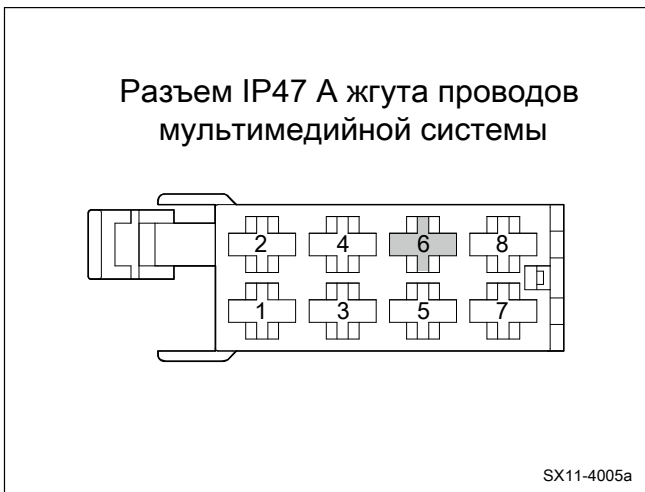 Разъем IP47 A жгута проводов
мультимедийной системы
2 4 6 8
1 3 5 7
SX11-4005a